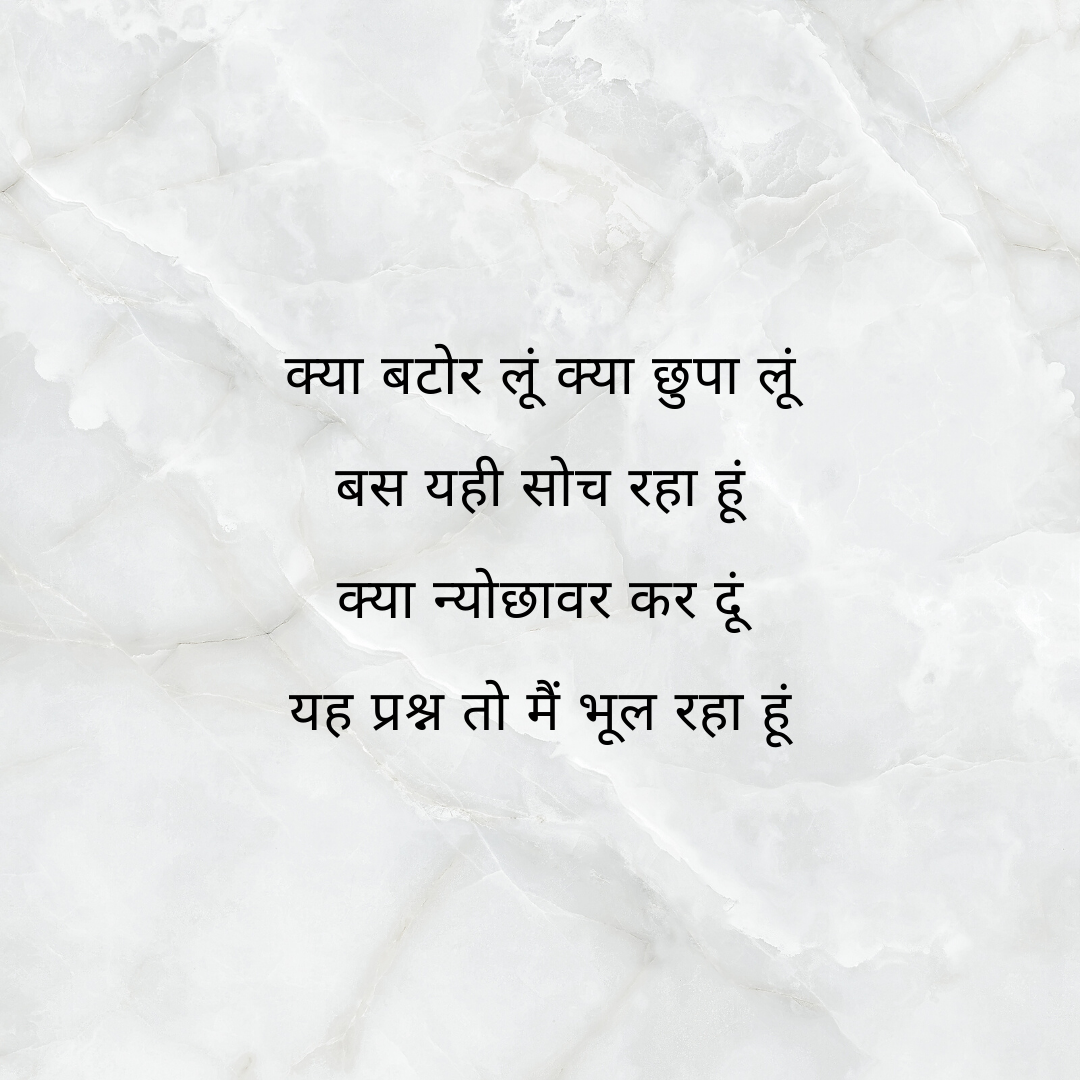 क्या बटोर लूं क्या छुपा लूं
बस यही सोच रहा हूं
क्या न्योछावर कर दूं
यह प्रश्न तो मैं भूल रहा हूं